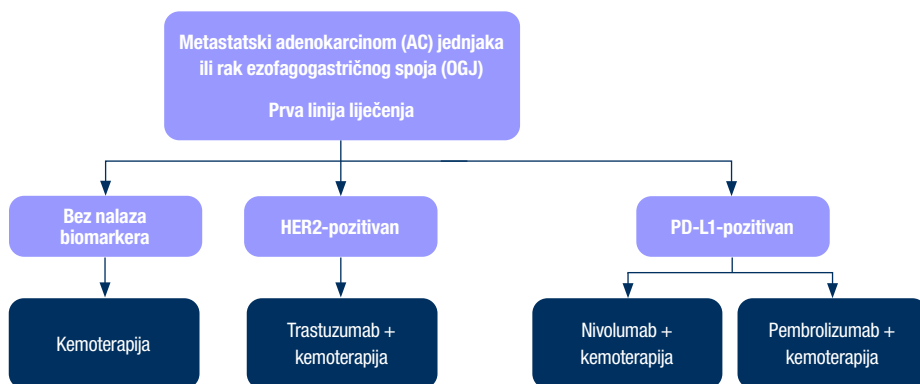 Metastatski adenokarcinom (AC) jednjaka
ili rak ezofagogastričnog spoja (OGJ)
Prva linija liječenja
Bez nalaza
biomarkera
HER2-pozitivan
PD-L1-pozitivan
Kemoterapija
Trastuzumab +
kemoterapija
Nivolumab +
kemoterapija
Pembrolizumab +
kemoterapija